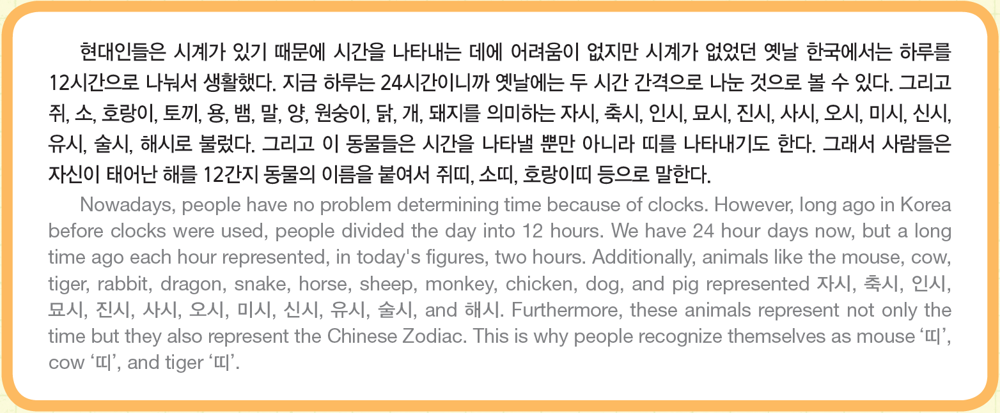 현대인들은 시계가 있기 때문에 시간을 나타내는 데에 어려움이 없지만 시계가 없었던 옛날 한국에서는 하루를
12시간으로 나눠서 생활했다. 지금 하루는 24시간이니까 옛날에는 두 시간 간격으로 나눈 것으로 볼 수 있다. 그리고
쥐, 소, 호랑이, 토끼, 용, 뱀, 말, 양, 원숭이, 닭, 개, 돼지를 의미하는 자시, 축시, 인시, 묘시, 진시, 사시, 오시, 미시, 신시,
유시, 술시, 해시로 불렀다. 그리고 이 동물들은 시간을 나타낼 뿐만 아니라 띠를 나타내기도 한다. 그래서 사람들은
자신이 태어난 해를 12간지 동물의 이름을 붙여서 쥐띠, 소띠, 호랑이띠 등으로 말한다.
Nowadays, people have no problem determining time because of clocks. However, long ago in Korea
before clocks were used, people divided the day into 12 hours. We have 24 hour days now, but a long
time ago each hour represented, in today's figures, two hours. Additionally, animals like the mouse, cow,
tiger, rabbit, dragon, snake, horse, sheep, monkey, chicken, dog, and pig represented 자시, 축시, 인시,
묘시, 진시, 사시, 오시, 미시, 신시, 유시, 술시, and 해시. Furthermore, these animals represent not only the
time but they also represent the Chinese Zodiac. This is why people recognize themselves as mouse ‘띠’,
cow ‘띠’, and tiger ‘띠’.